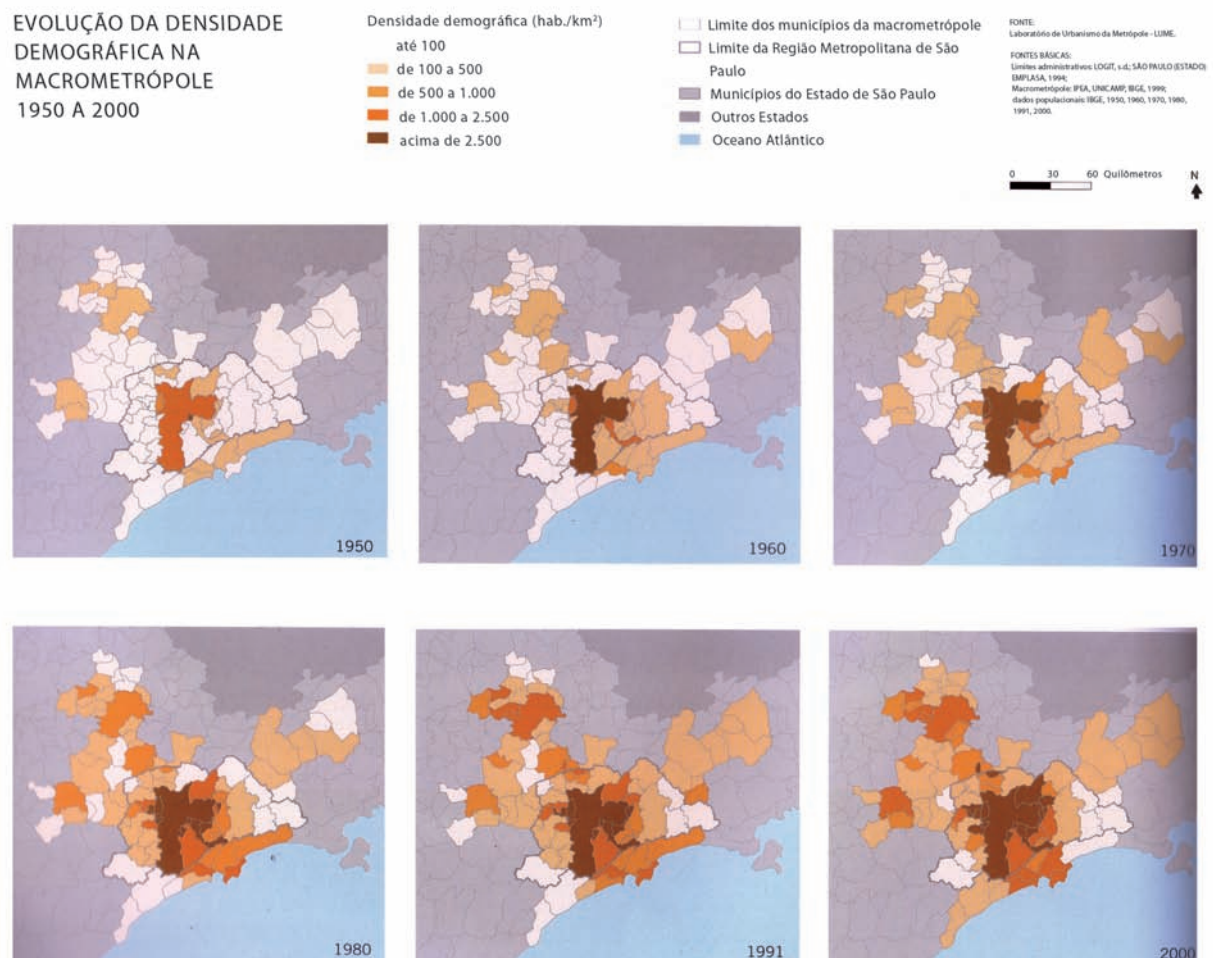 EVOLUÇÃO DA DENSIDADE
DEMOGRÁFICA NA
MACROMETRÓPOLE
1950 A 2000
Densidade demográfica (hab./km²)
até 100
de 100 a 500
de 500 a 1.000
de 1.000 a 2.500
acima de 2.500
Limite dos municípios da macrometrópole
Limite da Região Metropolitana de São
Paulo
Municípios do Estado de São Paulo
Outros Estados
Oceano Atlântico
FONTE:
Laboratório de Urbanismo da Metrópole - LUME.
FONTES BÁSICAS:
Limites administrativos: LOGIT, s.d.; SÃO PAULO (ESTADO)
EMPLASA, 1994;
Macrometrópole: IPEA, UNICAMP, IBGE, 1999;
dados populacionais: IBGE, 1950, 1960, 1970, 1980,
1991, 2000.
0 30 60 Quilômetros N
1950
1960
1970
1980
1991
2000